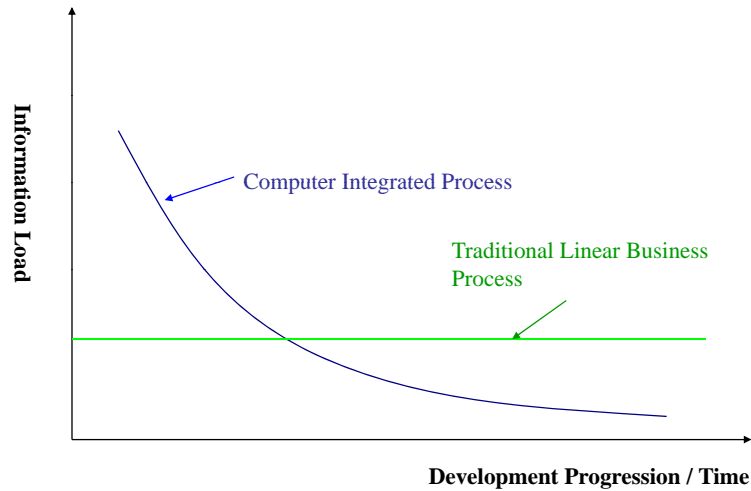 Information Load
Computer Integrated Process
Traditional Linear Business
Process
Development Progression / Time